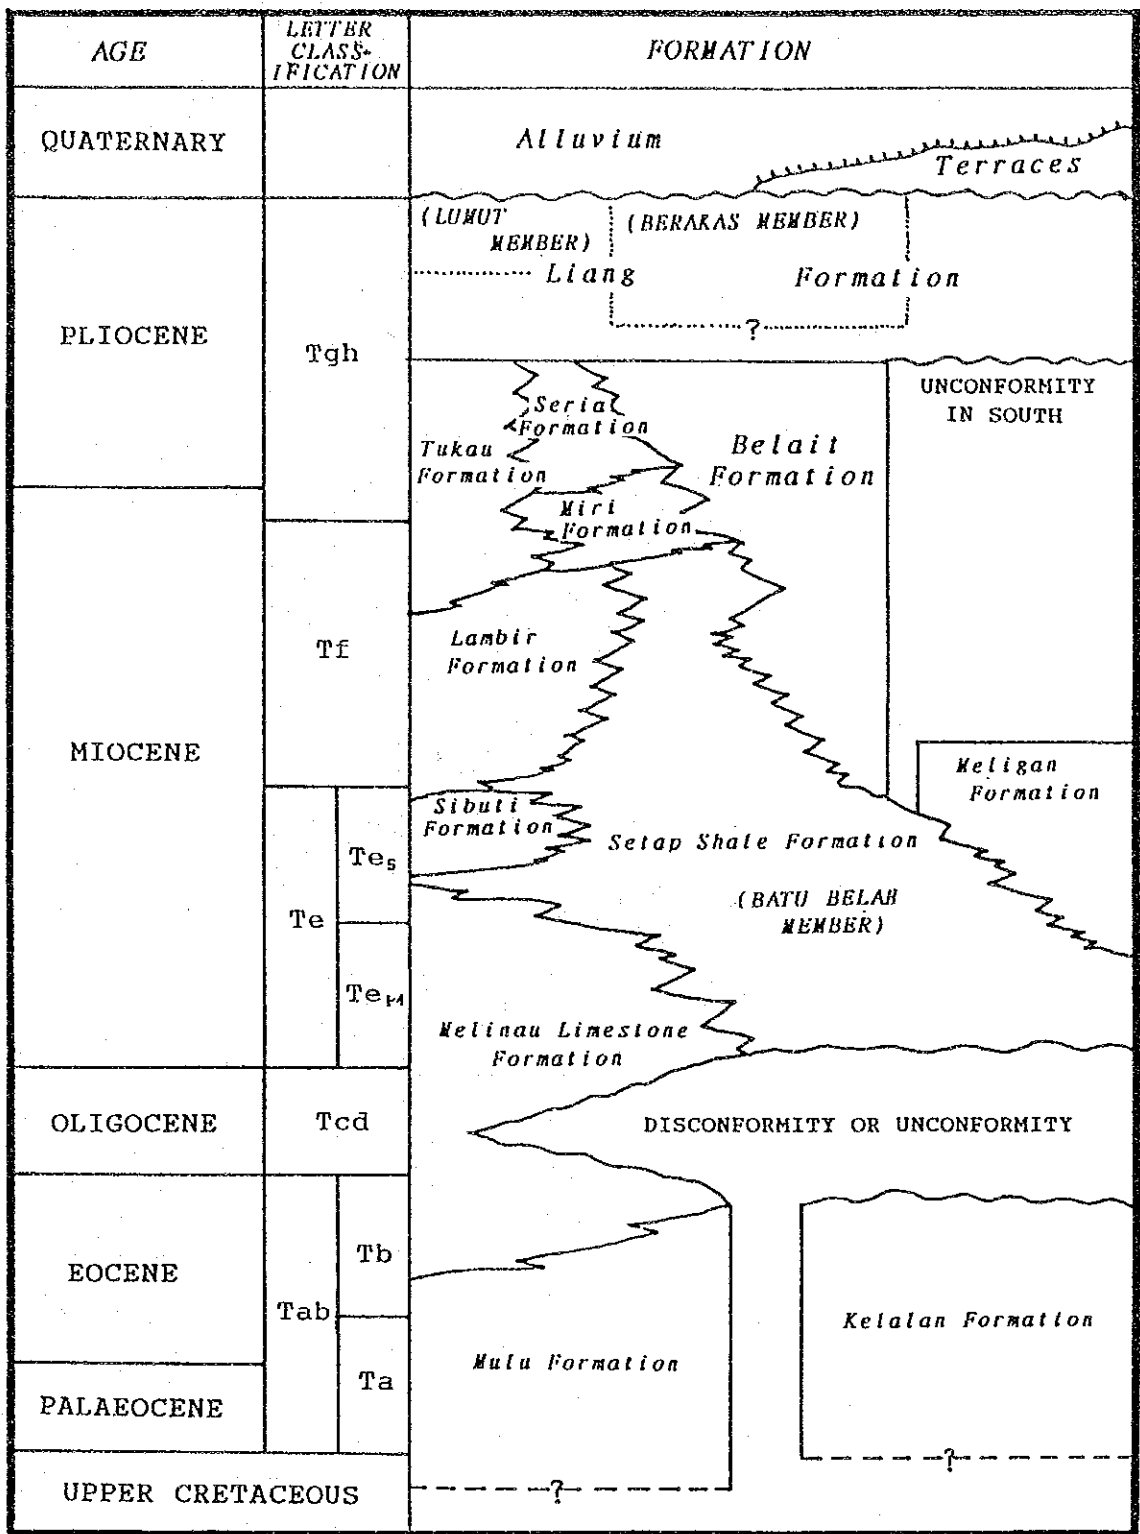 AGE
LETTER
CLASS-
IFICATION
FORMATION
QUATERNARY
Alluvium
Terraces
(LUMUT
MEMBER)
(BERAKAS MEMBER)
Liang
Formation
?
PLIOCENE
Tgh
UNCONFORMITY
IN SOUTH
Seria
Formation
Tukau
Formation
Belait
Formation
Miri
Formation
MIOCENE
Tf
Lambir
Formation
Meligan
Formation
Sibuti
Formation
Setap Shale Formation
Te
Te5
(BATU BELAH
MEMBER)
Te1-4
Melinau Limestone
Formation
OLIGOCENE
Tcd
DISCONFORMITY OR UNCONFORMITY
EOCENE
Tab
Tb
Kelalan Formation
Mulu Formation
Ta
PALAEOCENE
?
UPPER CRETACEOUS
?